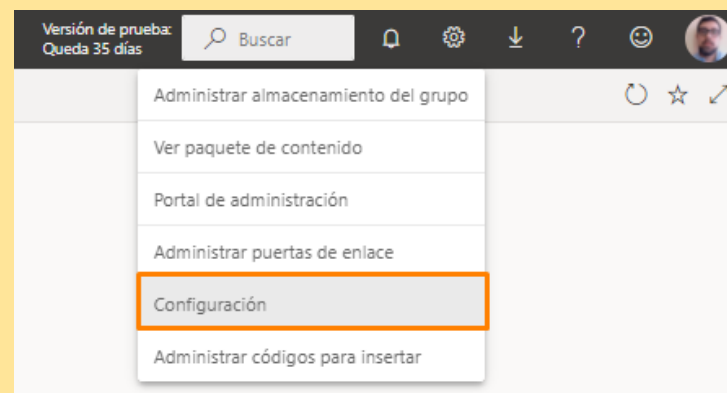 Versión de prueba:
Queda 35 días
Buscar
Administrar almacenamiento del grupo
Ver paquete de contenido
Portal de administración
Administrar puertas de enlace
Configuración
Administrar códigos para insertar